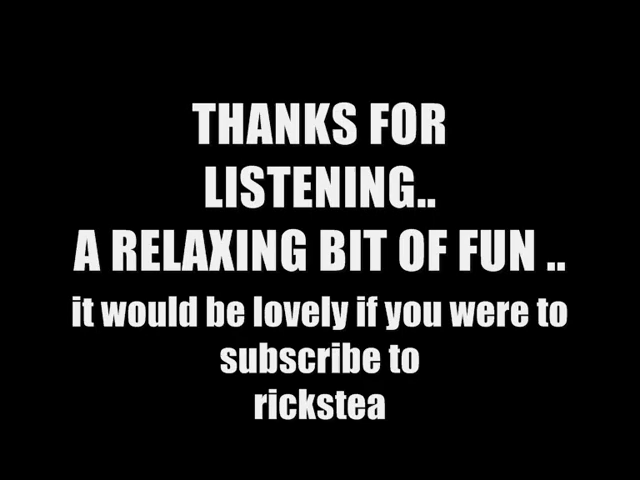 THANKS FOR
LISTENING..
A RELAXING BIT OF FUN ..
it would be lovely if you were to
subscribe to
rickstea